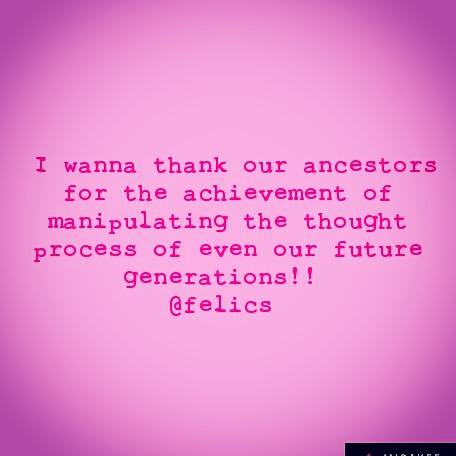 I wanna thank our ancestors
for the achievement of
manipulating the thought
process of even our future
generations!!
@felics